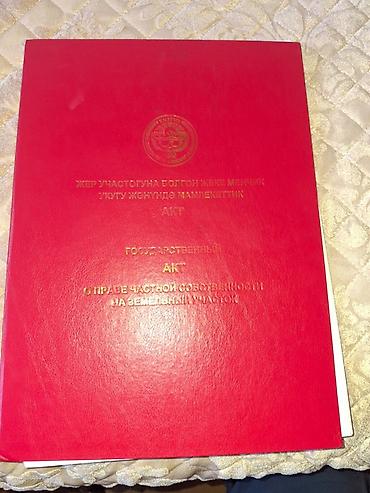 ЖЕР УЧАСТОГУНА БОЛГОН ЖЕКЕ МЕНЧИК
УКУГУ ЖӨНҮНДӨ МАМЛЕКЕТТИК
АКТ
ГОСУДАРСТВЕННЫЙ
АКТ
О ПРАВЕ ЧАСТНОЙ СОБСТВЕННОСТИ
НА ЗЕМЕЛЬНЫЙ УЧАСТОК